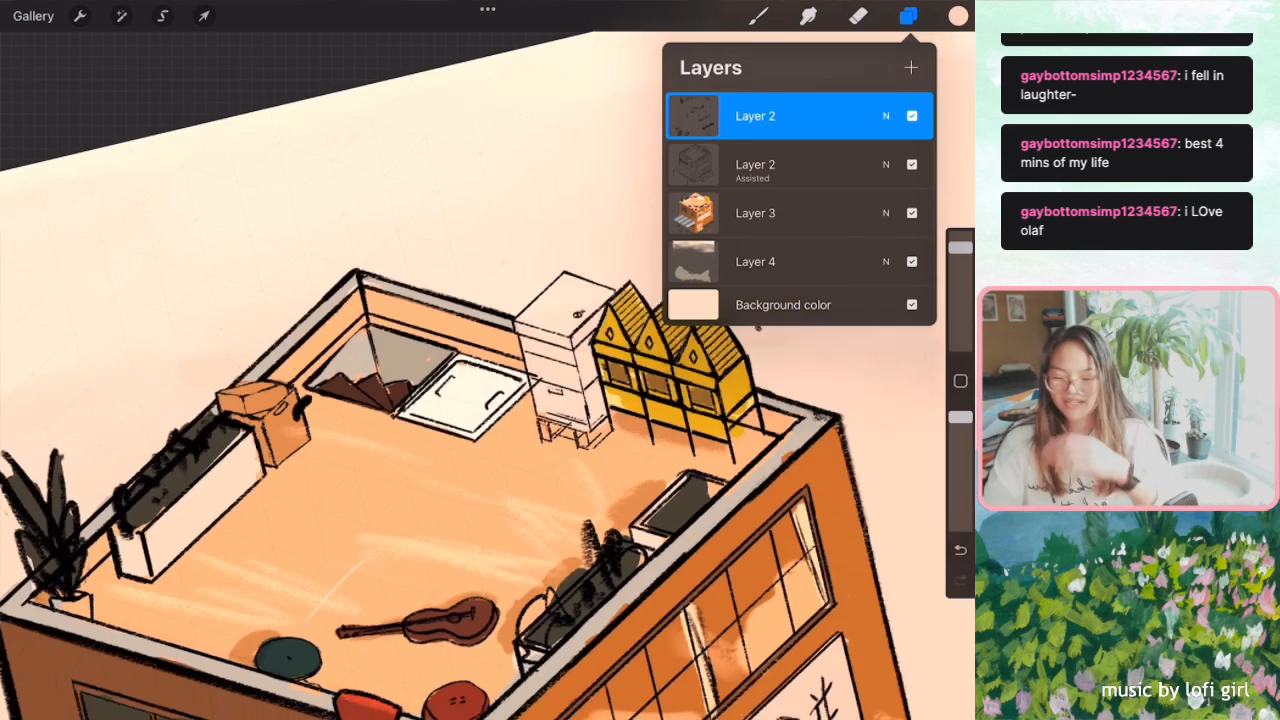 Gallery
Layers
Layer 2
N
Layer 2
N
Assisted
Layer 3
N
Layer 4
N
Background color
gaybottomsimp1234567: i fell in
laughter-
gaybottomsimp1234567: best 4
mins of my life
gaybottomsimp1234567: i LOve
olaf
music by lofi girl